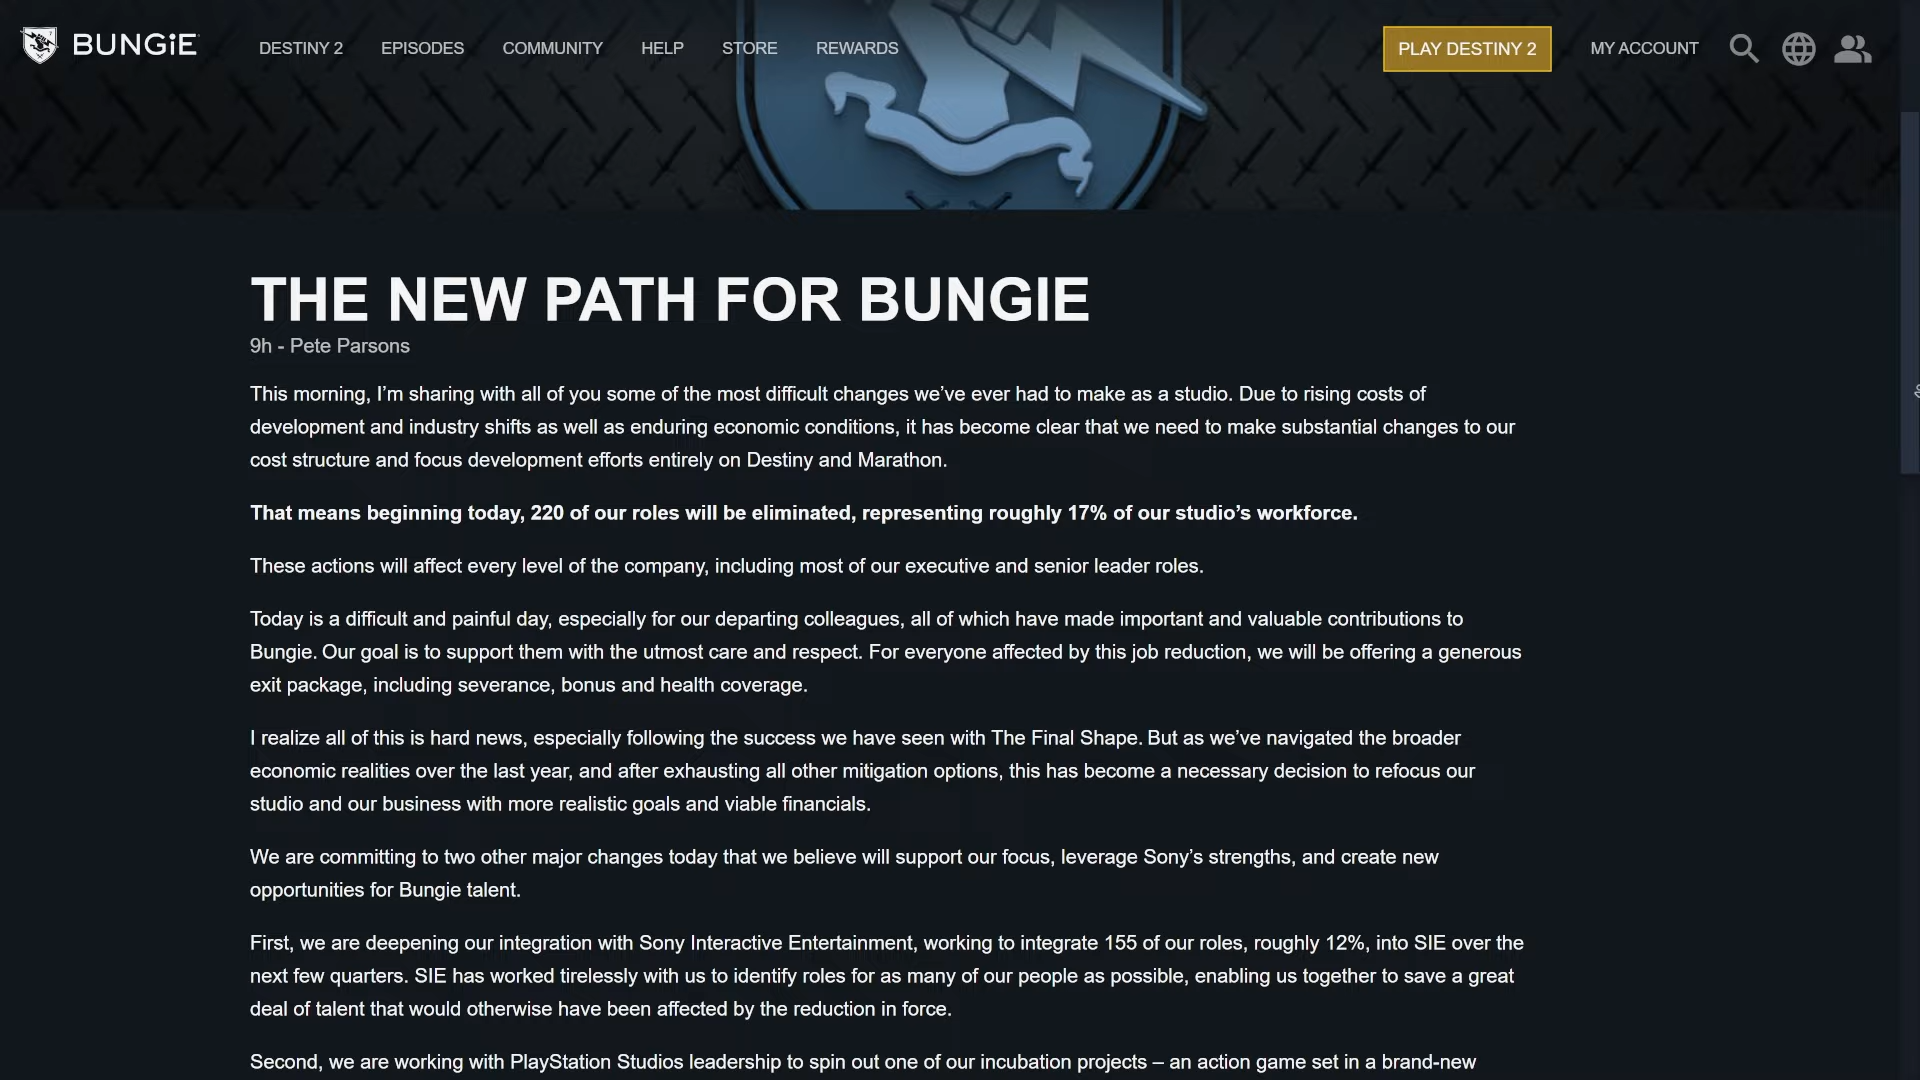 BUNGiE DESTINY 2 EPISODES COMMUNITY HELP STORE REWARDS PLAY DESTINY 2 MY ACCOUNT
THE NEW PATH FOR BUNGIE
9h - Pete Parsons
This morning, I’m sharing with all of you some of the most difficult changes we’ve ever had to make as a studio. Due to rising costs of
development and industry shifts as well as enduring economic conditions, it has become clear that we need to make substantial changes to our
cost structure and focus development efforts entirely on Destiny and Marathon.
That means beginning today, 220 of our roles will be eliminated, representing roughly 17% of our studio’s workforce.
These actions will affect every level of the company, including most of our executive and senior leader roles.
Today is a difficult and painful day, especially for our departing colleagues, all of which have made important and valuable contributions to
Bungie. Our goal is to support them with the utmost care and respect. For everyone affected by this job reduction, we will be offering a generous
exit package, including severance, bonus and health coverage.
I realize all of this is hard news, especially following the success we have seen with The Final Shape. But as we’ve navigated the broader
economic realities over the last year, and after exhausting all other mitigation options, this has become a necessary decision to refocus our
studio and our business with more realistic goals and viable financials.
We are committing to two other major changes today that we believe will support our focus, leverage Sony’s strengths, and create new
opportunities for Bungie talent.
First, we are deepening our integration with Sony Interactive Entertainment, working to integrate 155 of our roles, roughly 12%, into SIE over the
next few quarters. SIE has worked tirelessly with us to identify roles for as many of our people as possible, enabling us together to save a great
deal of talent that would otherwise have been affected by the reduction in force.
Second, we are working with PlayStation Studios leadership to spin out one of our incubation projects – an action game set in a brand-new